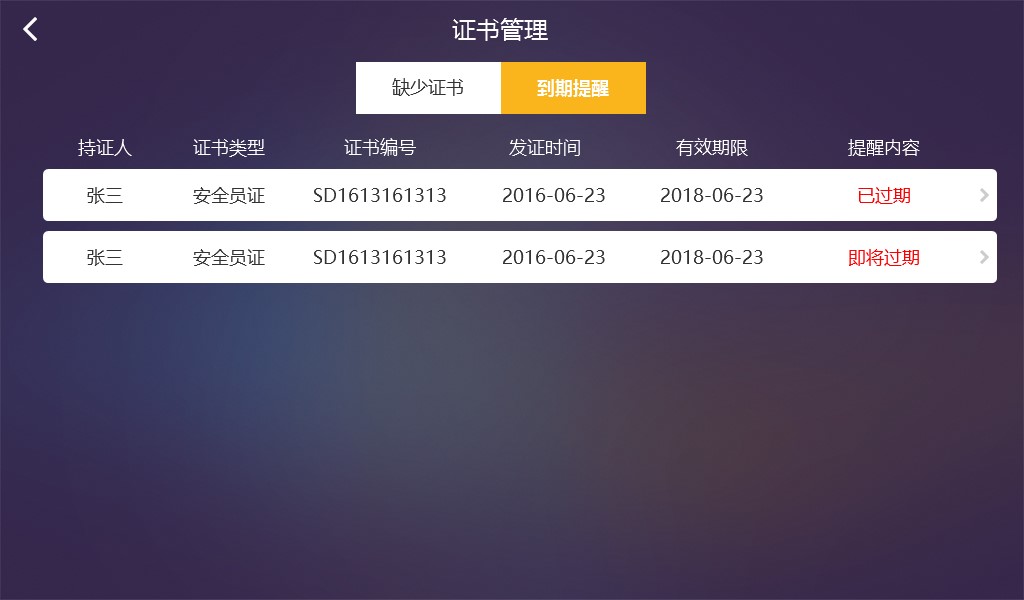 证书管理
缺少证书 到期提醒
持证人 证书类型 证书编号 发证时间 有效期限 提醒内容
张三 安全员证 SD1613161313 2016-06-23 2018-06-23 已过期
张三 安全员证 SD1613161313 2016-06-23 2018-06-23 即将过期